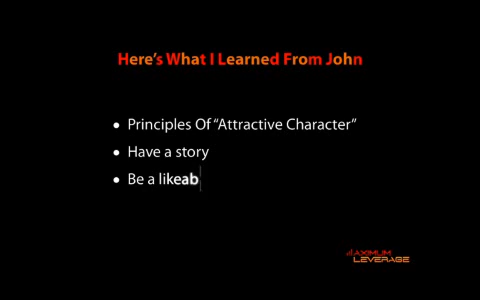 Here's What I Learned From John
• Principles Of “Attractive Character”
• Have a story
• Be a likeab
MAXIMUM
LEVERAGE